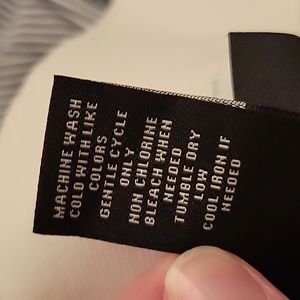 MACHINE WASH
COLD WITH LIKE
COLORS
GENTLE CYCLE
ONLY
NON CHLORINE
BLEACH WHEN
NEEDED
TUMBLE DRY
LOW
COOL IRON IF
NEEDED